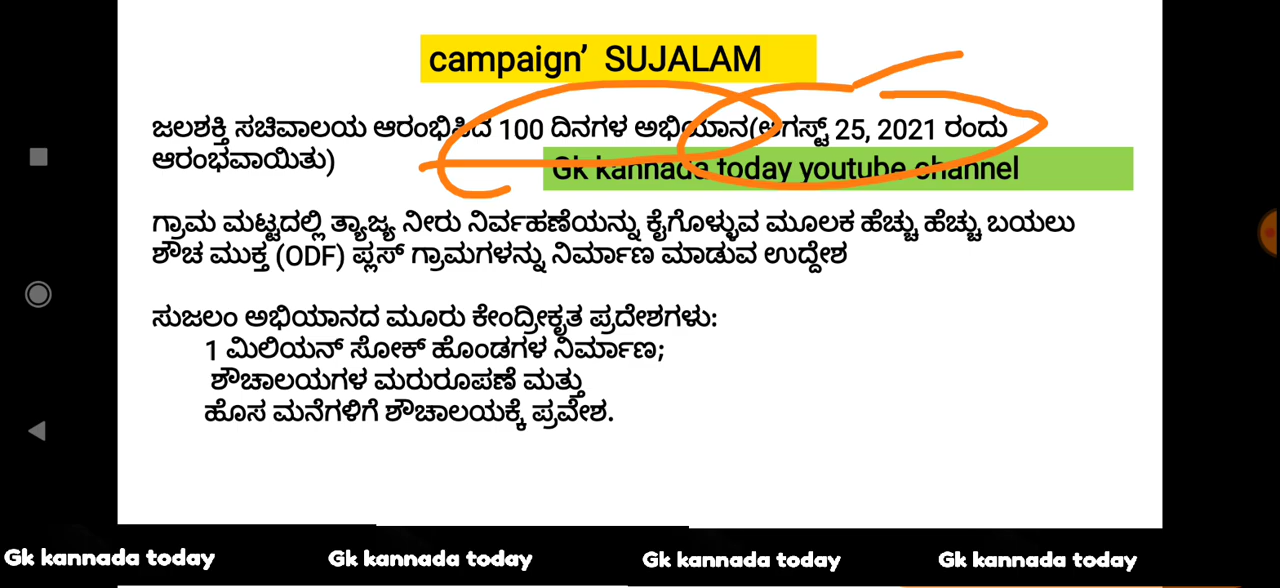 campaign’ SUJALAM
ಜಲಶಕ್ತಿ ಸಚಿವಾಲಯ ಆರಂಭಿಸಿದ 100 ದಿನಗಳ ಅಭಿಯಾನ(ಆಗಸ್ಟ್ 25, 2021 ರಂದು
ಆರಂಭವಾಯಿತು)
Gk kannada today youtube channel
ಗ್ರಾಮ ಮಟ್ಟದಲ್ಲಿ ತ್ಯಾಜ್ಯ ನೀರು ನಿರ್ವಹಣೆಯನ್ನು ಕೈಗೊಳ್ಳುವ ಮೂಲಕ ಹೆಚ್ಚು ಹೆಚ್ಚು ಬಯಲು
ಶೌಚ ಮುಕ್ತ (ODF) ಪ್ಲಸ್ ಗ್ರಾಮಗಳನ್ನು ನಿರ್ಮಾಣ ಮಾಡುವ ಉದ್ದೇಶ
ಸುಜಲಂ ಅಭಿಯಾನದ ಮೂರು ಕೇಂದ್ರೀಕೃತ ಪ್ರದೇಶಗಳು:
1 ಮಿಲಿಯನ್ ಸೋಕ್ ಹೊಂಡಗಳ ನಿರ್ಮಾಣ;
ಶೌಚಾಲಯಗಳ ಮರುರೂಪಣೆ ಮತ್ತು
ಹೊಸ ಮನೆಗಳಿಗೆ ಶೌಚಾಲಯಕ್ಕೆ ಪ್ರವೇಶ.
Gk kannada today Gk kannada today Gk kannada today Gk kannada today